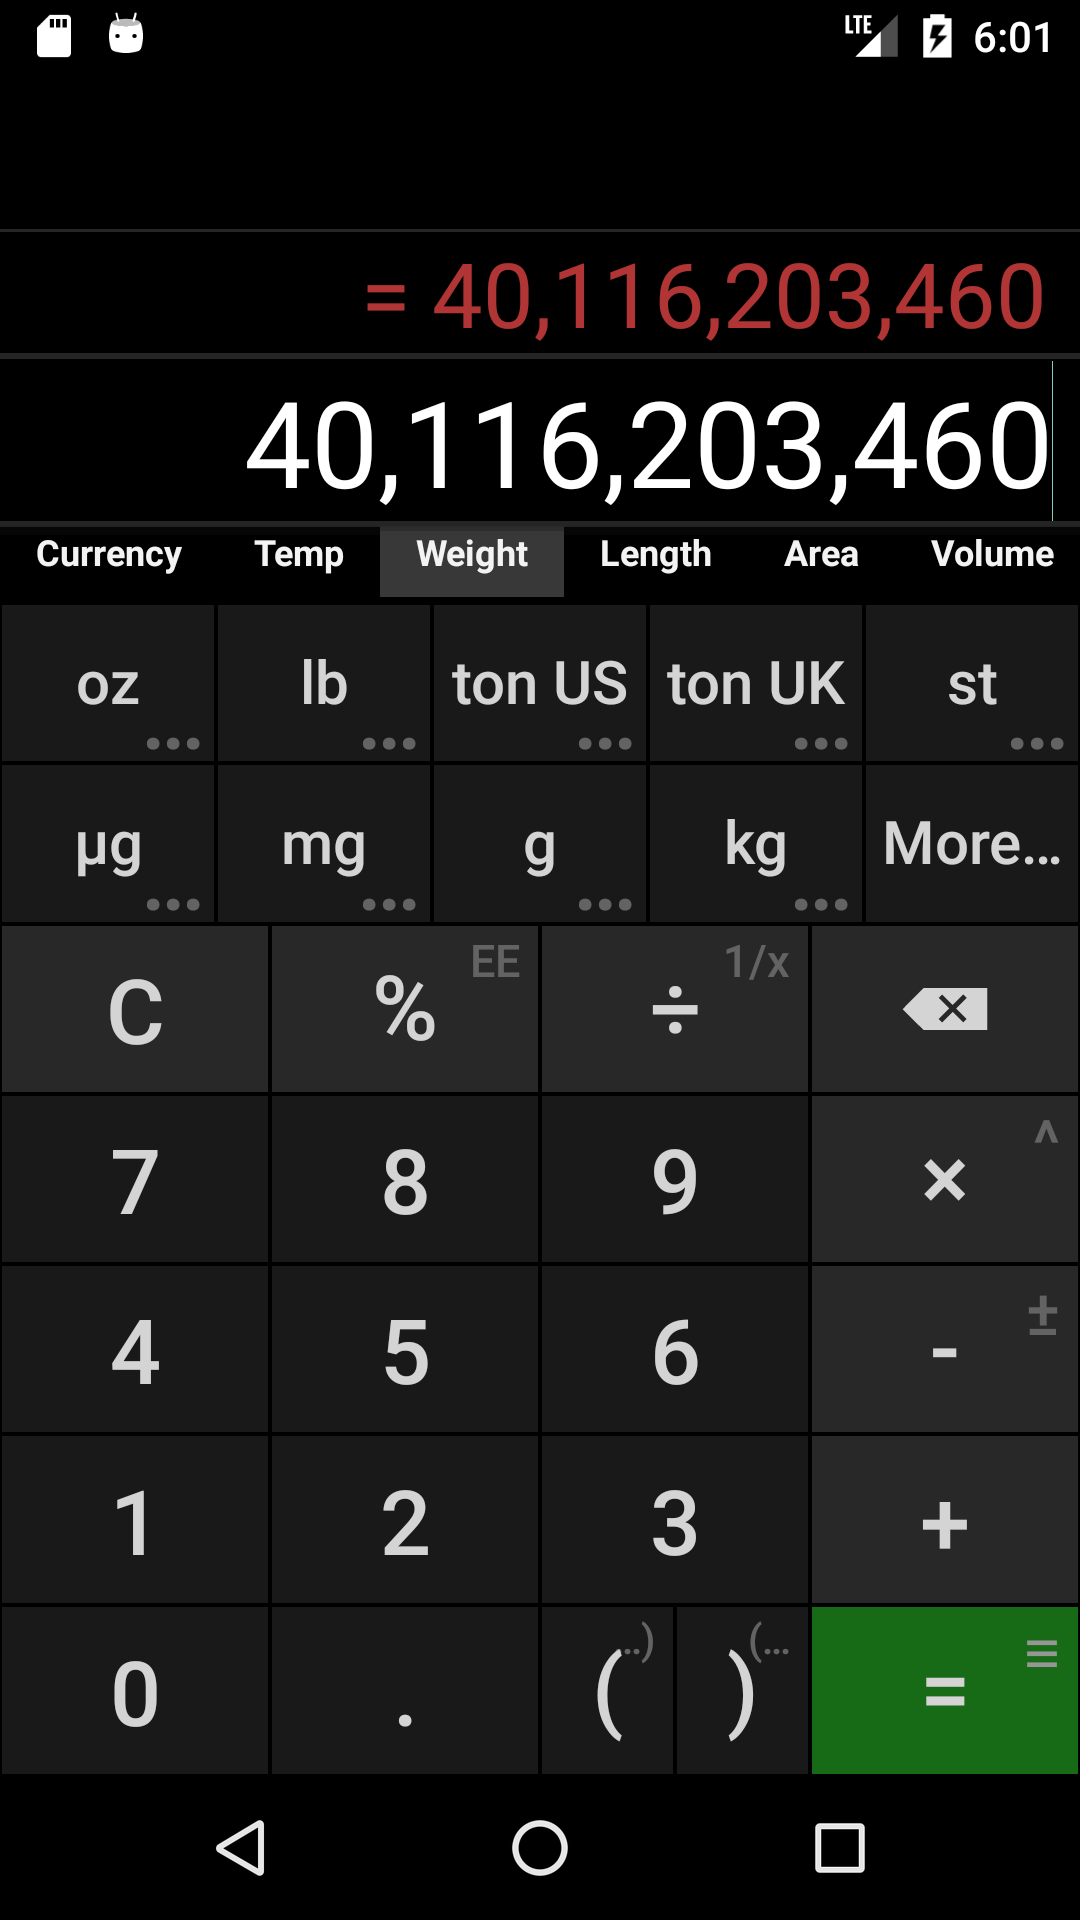 LTE 6:01
= 40,116,203,460
40,116,203,460
Currency Temp Weight Length Area Volume
oz lb ton US ton UK st
µg mg g kg More...
C % EE ÷ 1/x
7 8 9 × ^
4 5 6 - ±
1 2 3 +
0 . ( ..) ) (... =